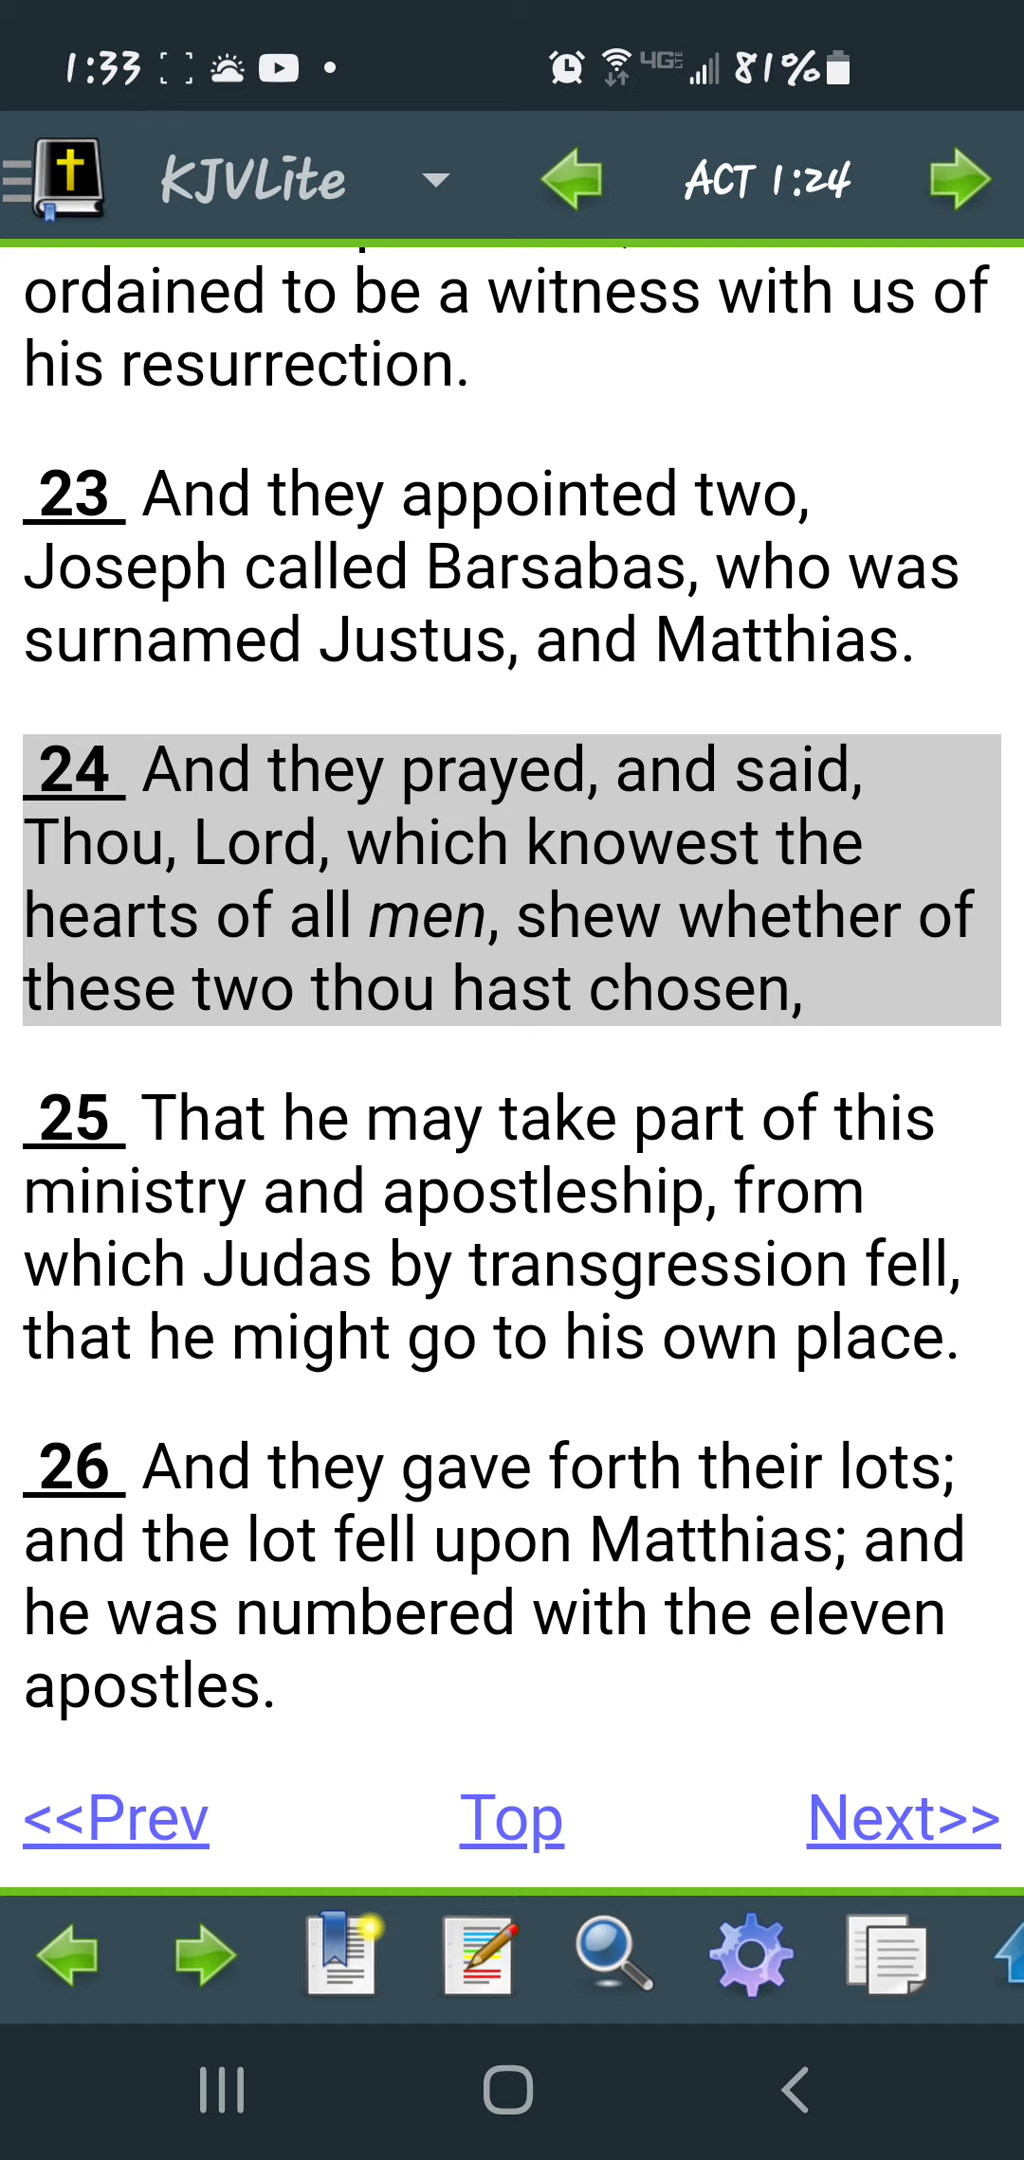 1:33 4G LTE 81%
KJVLite ACT 1:24
ordained to be a witness with us of
his resurrection.
23 And they appointed two,
Joseph called Barsabas, who was
surnamed Justus, and Matthias.
24 And they prayed, and said,
Thou, Lord, which knowest the
hearts of all men, shew whether of
these two thou hast chosen,
25 That he may take part of this
ministry and apostleship, from
which Judas by transgression fell,
that he might go to his own place.
26 And they gave forth their lots;
and the lot fell upon Matthias; and
he was numbered with the eleven
apostles.
<<Prev Top Next>>